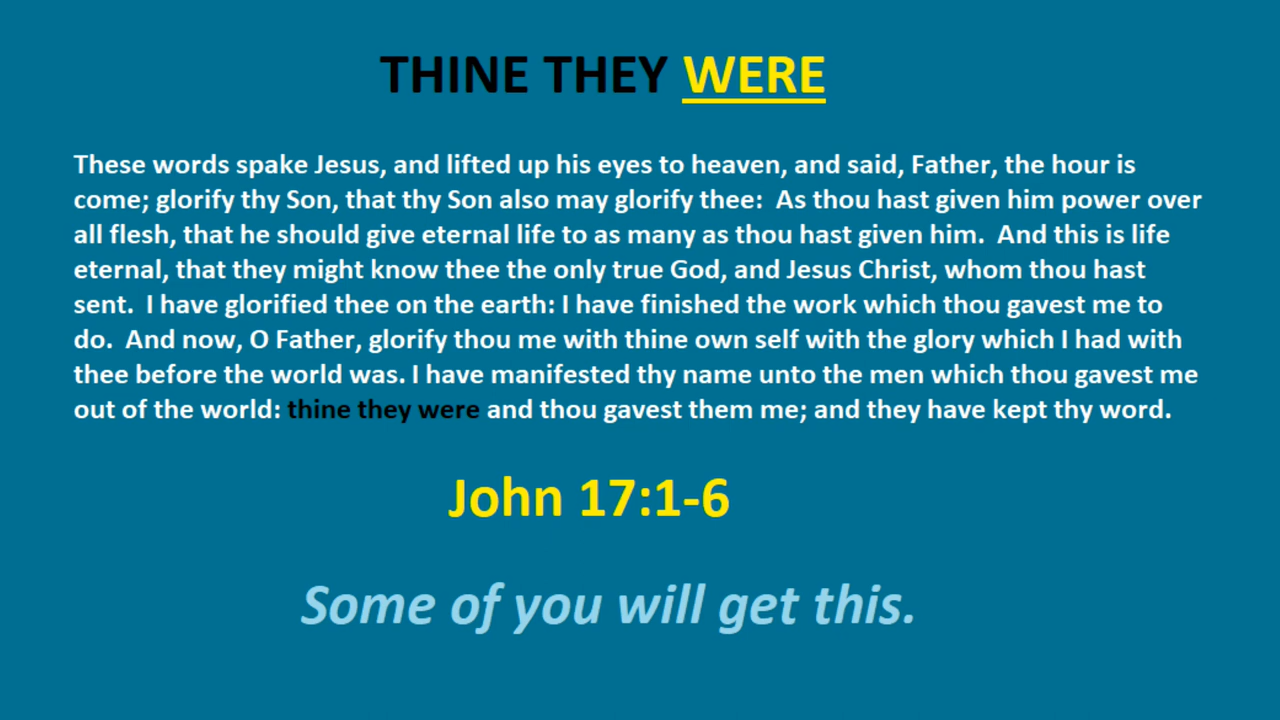 THINE THEY WERE
These words spake Jesus, and lifted up his eyes to heaven, and said, Father, the hour is
come; glorify thy Son, that thy Son also may glorify thee:  As thou hast given him power over
all flesh, that he should give eternal life to as many as thou hast given him.  And this is life
eternal, that they might know thee the only true God, and Jesus Christ, whom thou hast
sent.  I have glorified thee on the earth: I have finished the work which thou gavest me to
do.  And now, O Father, glorify thou me with thine own self with the glory which I had with
thee before the world was. I have manifested thy name unto the men which thou gavest me
out of the world: thine they were and thou gavest them me; and they have kept thy word.
John 17:1-6
Some of you will get this.